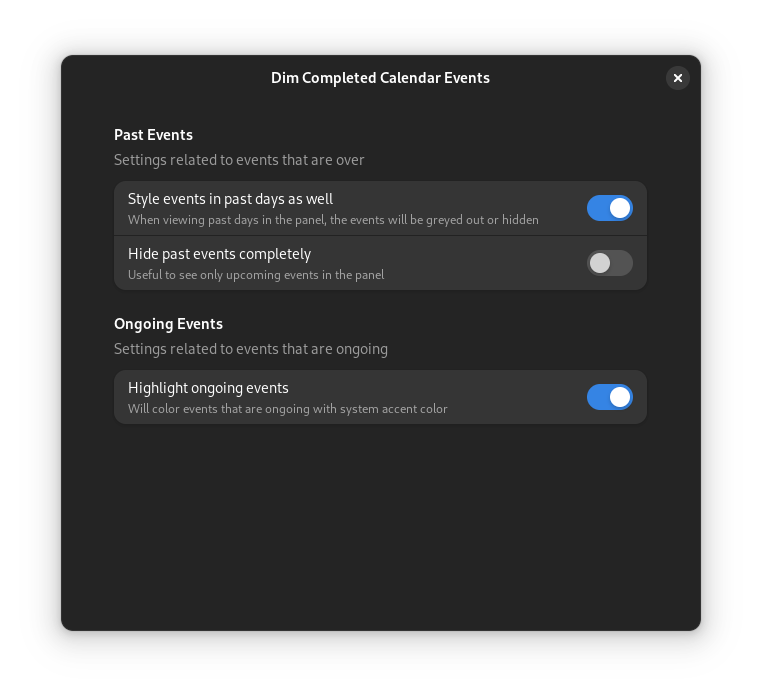 Dim Completed Calendar Events
Past Events
Settings related to events that are over
Style events in past days as well
When viewing past days in the panel, the events will be greyed out or hidden
Hide past events completely
Useful to see only upcoming events in the panel
Ongoing Events
Settings related to events that are ongoing
Highlight ongoing events
Will color events that are ongoing with system accent color